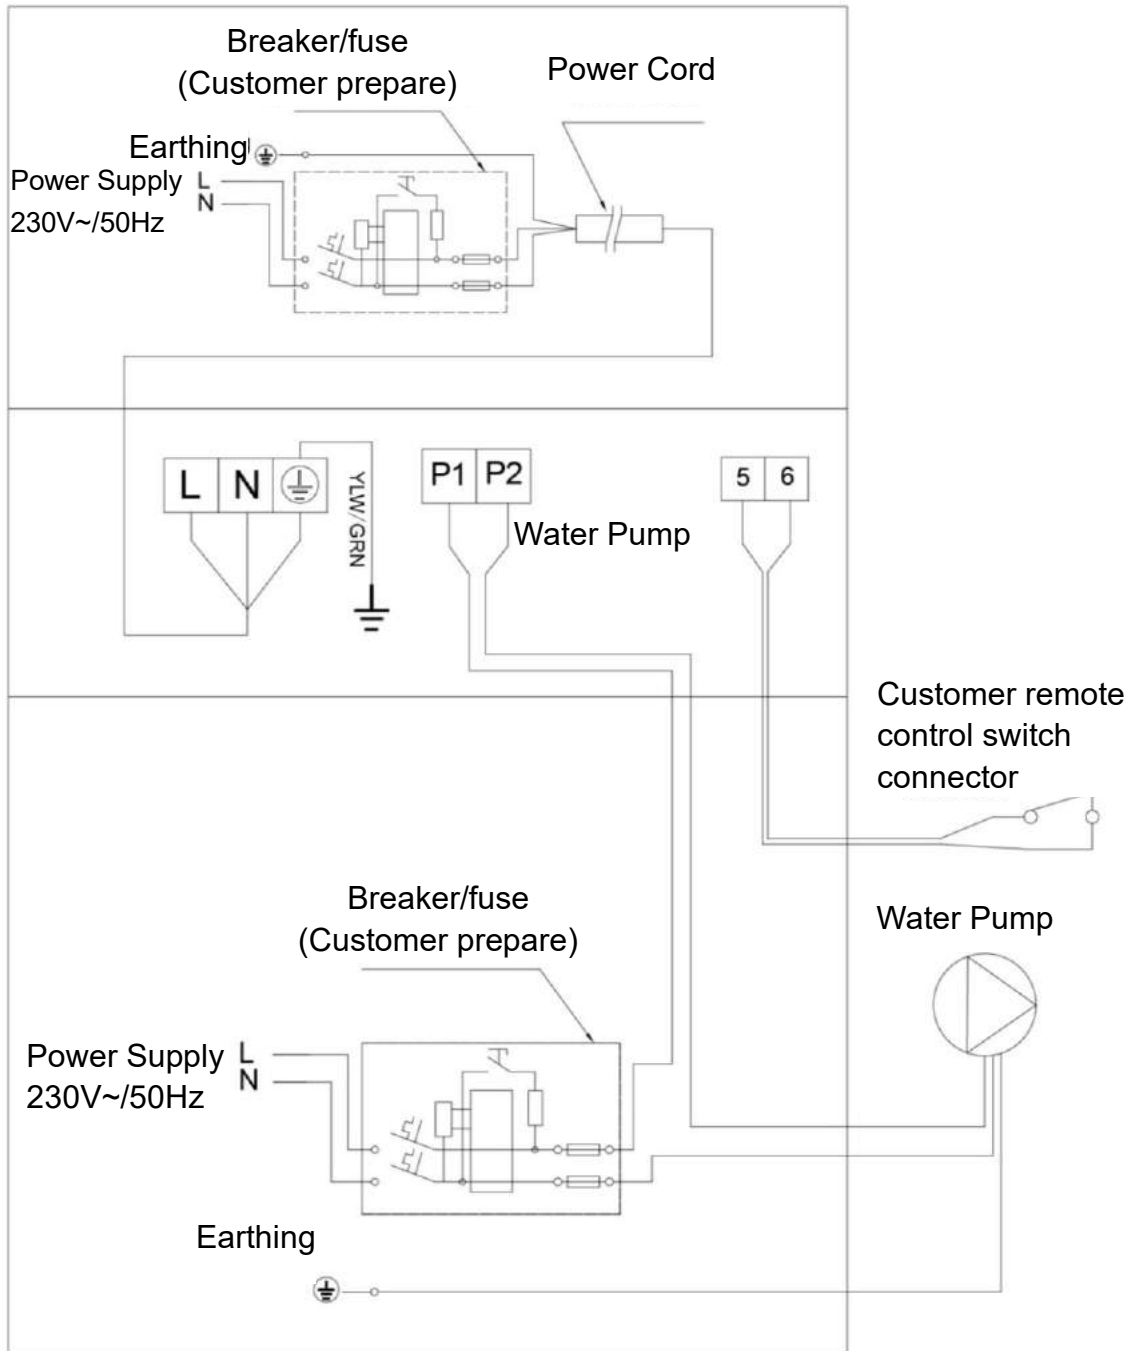 Breaker/fuse
(Customer prepare)
Power Cord
Earthing
Power Supply L
N
230V~/50Hz
L N
P1 P2
5 6
YLW/GRN
Water Pump
Customer remote
control switch
connector
Breaker/fuse
(Customer prepare)
Water Pump
Power Supply L
N
230V~/50Hz
Earthing